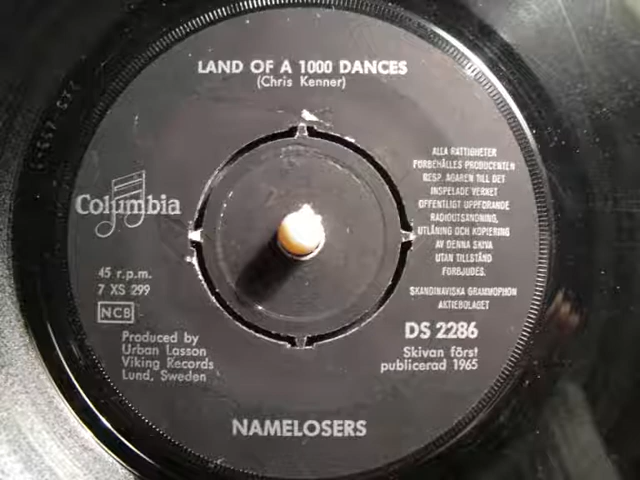 LAND OF A 1000 DANCES
(Chris Kenner)
Columbia
45 r.p.m.
7 XS 299
NCB
Produced by
Urban Lasson
Viking Records
Lund, Sweden
ALLA RÄTTIGHETER
FÖRBEHÅLLES PRODUCENTEN
RESP. ÄGAREN TILL DET
INSPELADE VERKET
OFFENTLIGT UPPFÖRANDE
RADIOUTSÄNDNING,
UTLÅNING OCH KOPIERING
AV DENNA SKIVA
UTAN TILLSTÅND
FÖRBJUDES.
SKANDINAVISKA GRAMMOPHON
AKTIEBOLAGET
DS 2286
Skivan först
publicerad 1965
NAMELOSERS